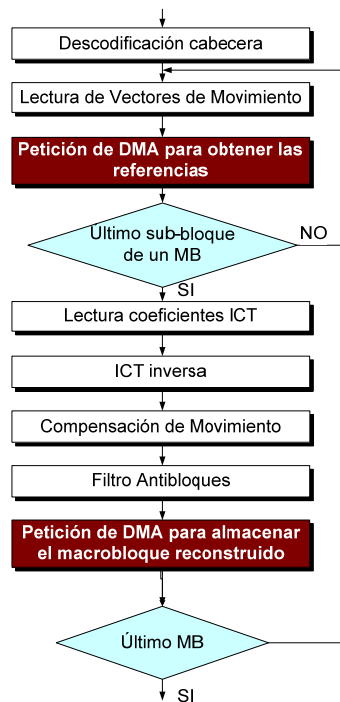 Descodificación cabecera
Lectura de Vectores de Movimiento
Petición de DMA para obtener las
referencias
Último sub-bloque
de un MB
NO
SI
Lectura coeficientes ICT
ICT inversa
Compensación de Movimiento
Filtro Antibloques
Petición de DMA para almacenar
el macrobloque reconstruido
Último MB
SI